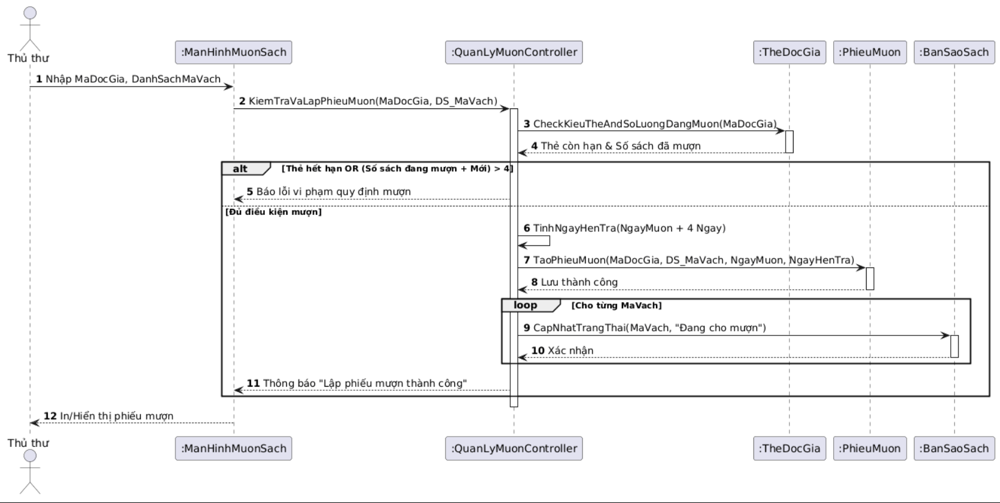 Thủ thư
:ManHinhMuonSach
:QuanLyMuonController
:TheDocGia
:PhieuMuon
:BanSaoSach
1 Nhập MaDocGia, DanhSachMaVach
2 KiemTraVaLapPhieuMuon(MaDocGia, DS_MaVach)
3 CheckKieuTheAndSoLuongDangMuon(MaDocGia)
4 Thẻ còn hạn & Số sách đã mượn
alt [Thẻ hết hạn OR (Số sách đang mượn + Mới) > 4]
5 Báo lỗi vi phạm quy định mượn
[Đủ điều kiện mượn]
6 TinhNgayHenTra(NgayMuon + 4 Ngay)
7 TaoPhieuMuon(MaDocGia, DS_MaVach, NgayMuon, NgayHenTra)
8 Lưu thành công
loop [Cho từng MaVach]
9 CapNhatTrangThai(MaVach, "Đang cho mượn")
10 Xác nhận
11 Thông báo "Lập phiếu mượn thành công"
12 In/Hiển thị phiếu mượn
Thủ thư
:ManHinhMuonSach
:QuanLyMuonController
:TheDocGia
:PhieuMuon
:BanSaoSach